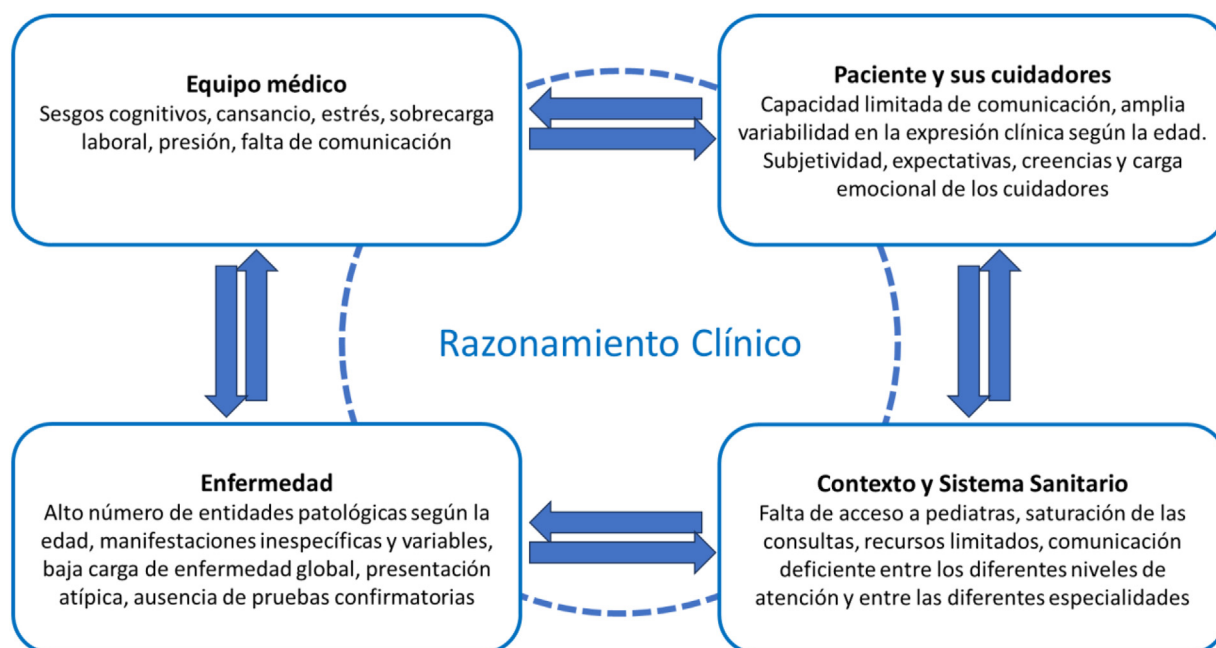 Equipo médico
Sesgos cognitivos, cansancio, estrés, sobrecarga
laboral, presión, falta de comunicación
Paciente y sus cuidadores
Capacidad limitada de comunicación, amplia
variabilidad en la expresión clínica según la edad.
Subjetividad, expectativas, creencias y carga
emocional de los cuidadores
Razonamiento Clínico
Enfermedad
Alto número de entidades patológicas según la
edad, manifestaciones inespecíficas y variables,
baja carga de enfermedad global, presentación
atípica, ausencia de pruebas confirmatorias
Contexto y Sistema Sanitario
Falta de acceso a pediatras, saturación de las
consultas, recursos limitados, comunicación
deficiente entre los diferentes niveles de
atención y entre las diferentes especialidades